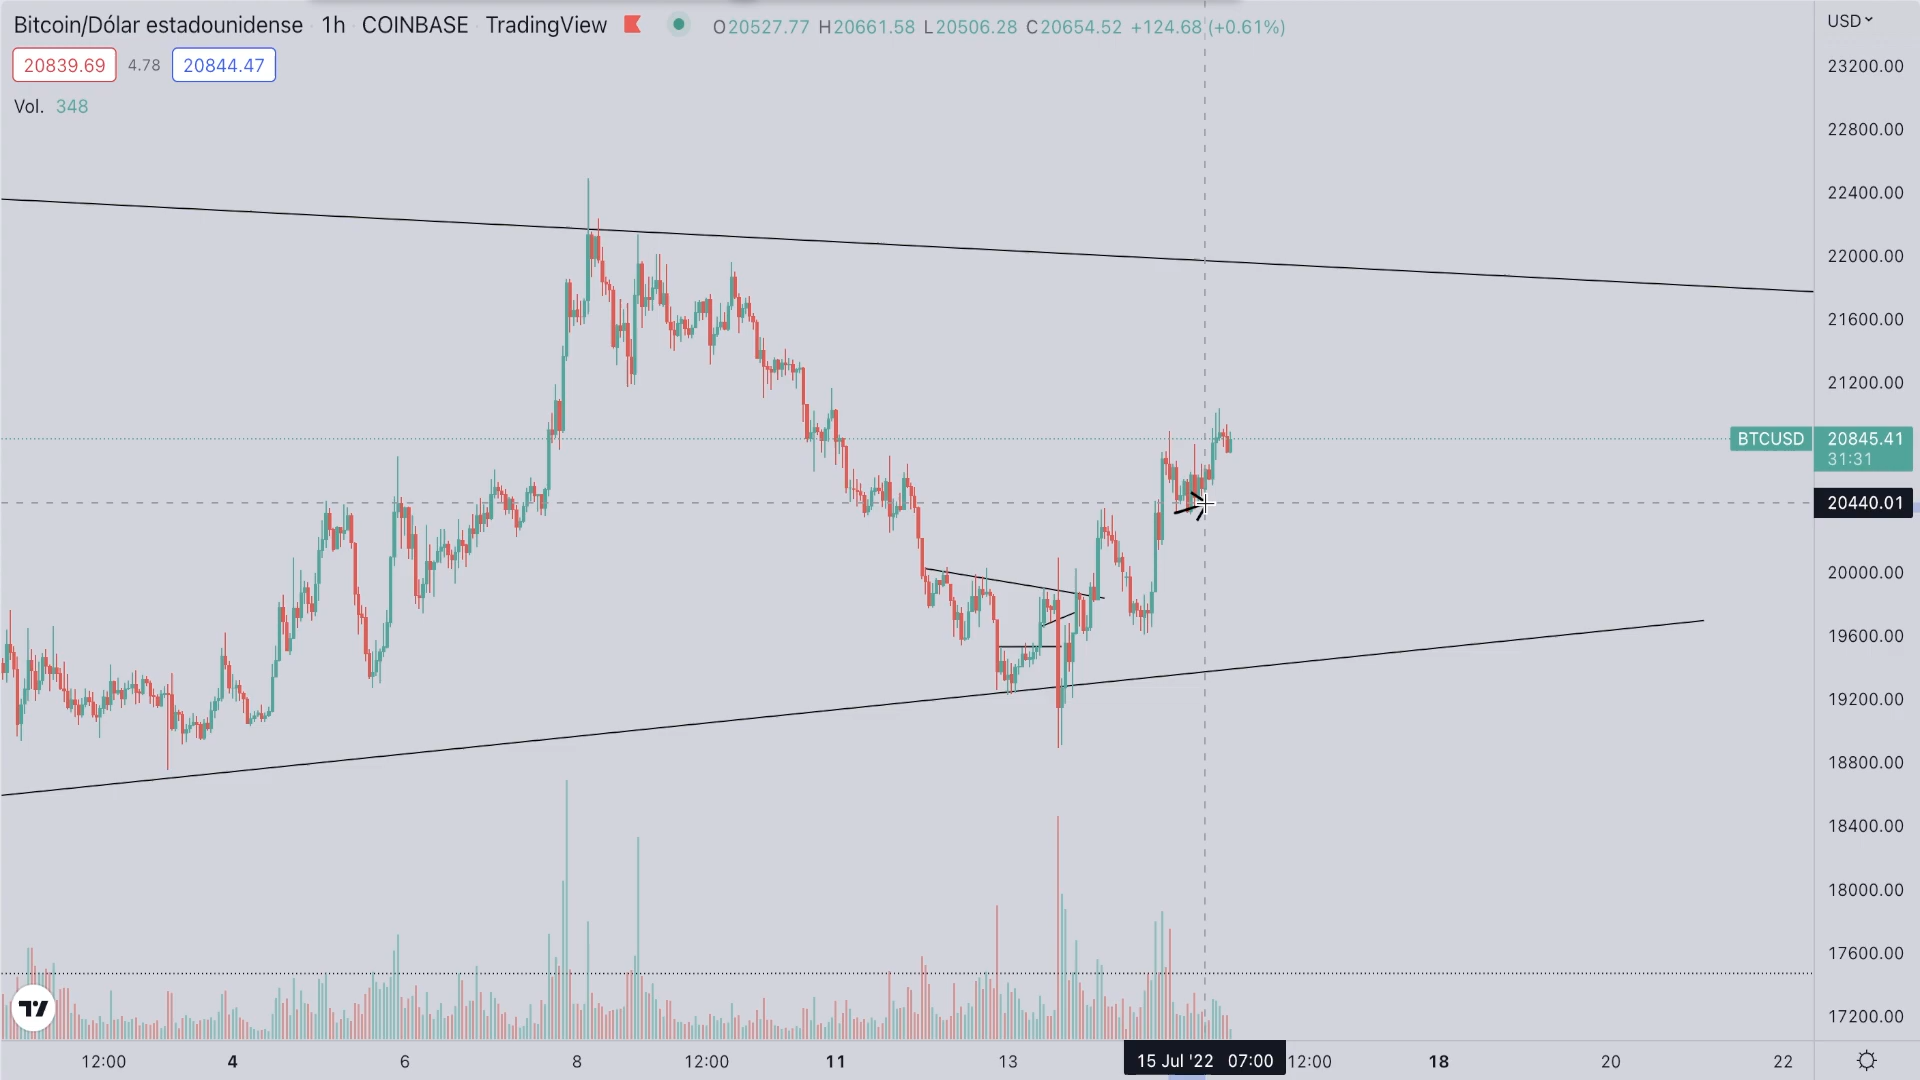 Bitcoin/Dólar estadounidense 1h COINBASE TradingView O20527.77 H20661.58 L20506.28 C20654.52 +124.68 (+0.61%)
USD
20839.69 4.78 20844.47
Vol. 348
23200.00
22800.00
22400.00
22000.00
21600.00
21200.00
BTCUSD 20845.41
31:31
20440.01
20000.00
19600.00
19200.00
18800.00
18400.00
18000.00
17600.00
17200.00
12:00 4 6 8 12:00 11 13 15 Jul '22 07:00 12:00 18 20 22